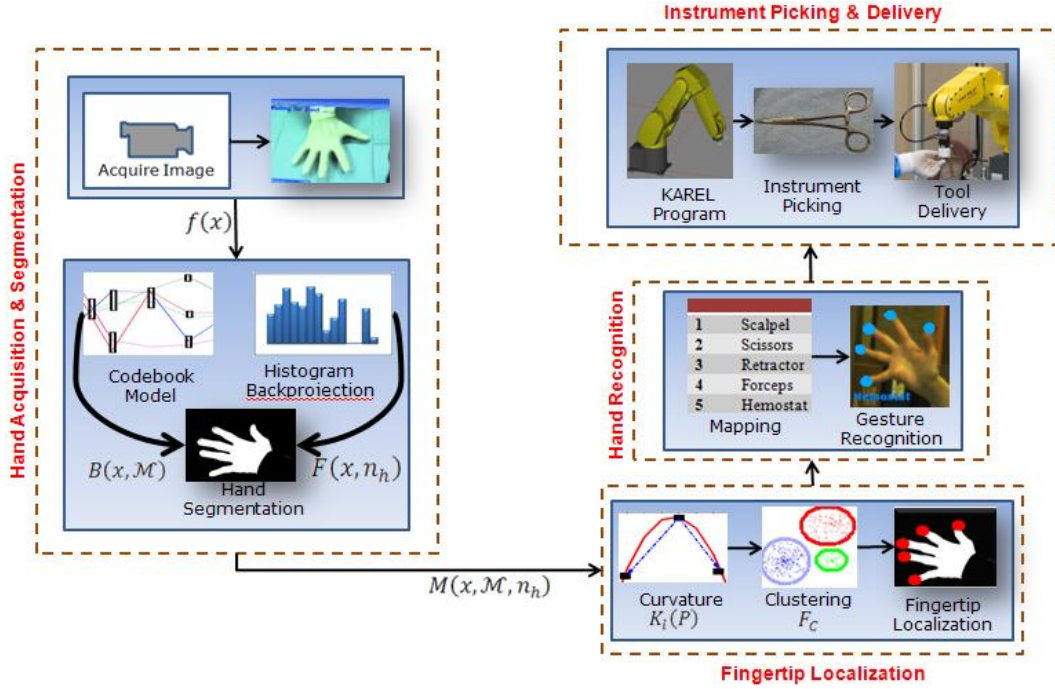 Instrument Picking & Delivery
Hand Acquisition & Segmentation
Acquire Image
f(x)
Codebook
Model
Histogram
Backprojection
B(x, ℳ)
F(x, n_h)
Hand
Segmentation
M(x, ℳ, n_h)
KAREL
Program
Instrument
Picking
Tool
Delivery
Hand Recognition
1 Scalpel
2 Scissors
3 Retractor
4 Forceps
5 Hemostat
Mapping
Hemostat
Gesture
Recognition
Curvature
K_i(P)
Clustering
F_C
Fingertip
Localization
Fingertip Localization